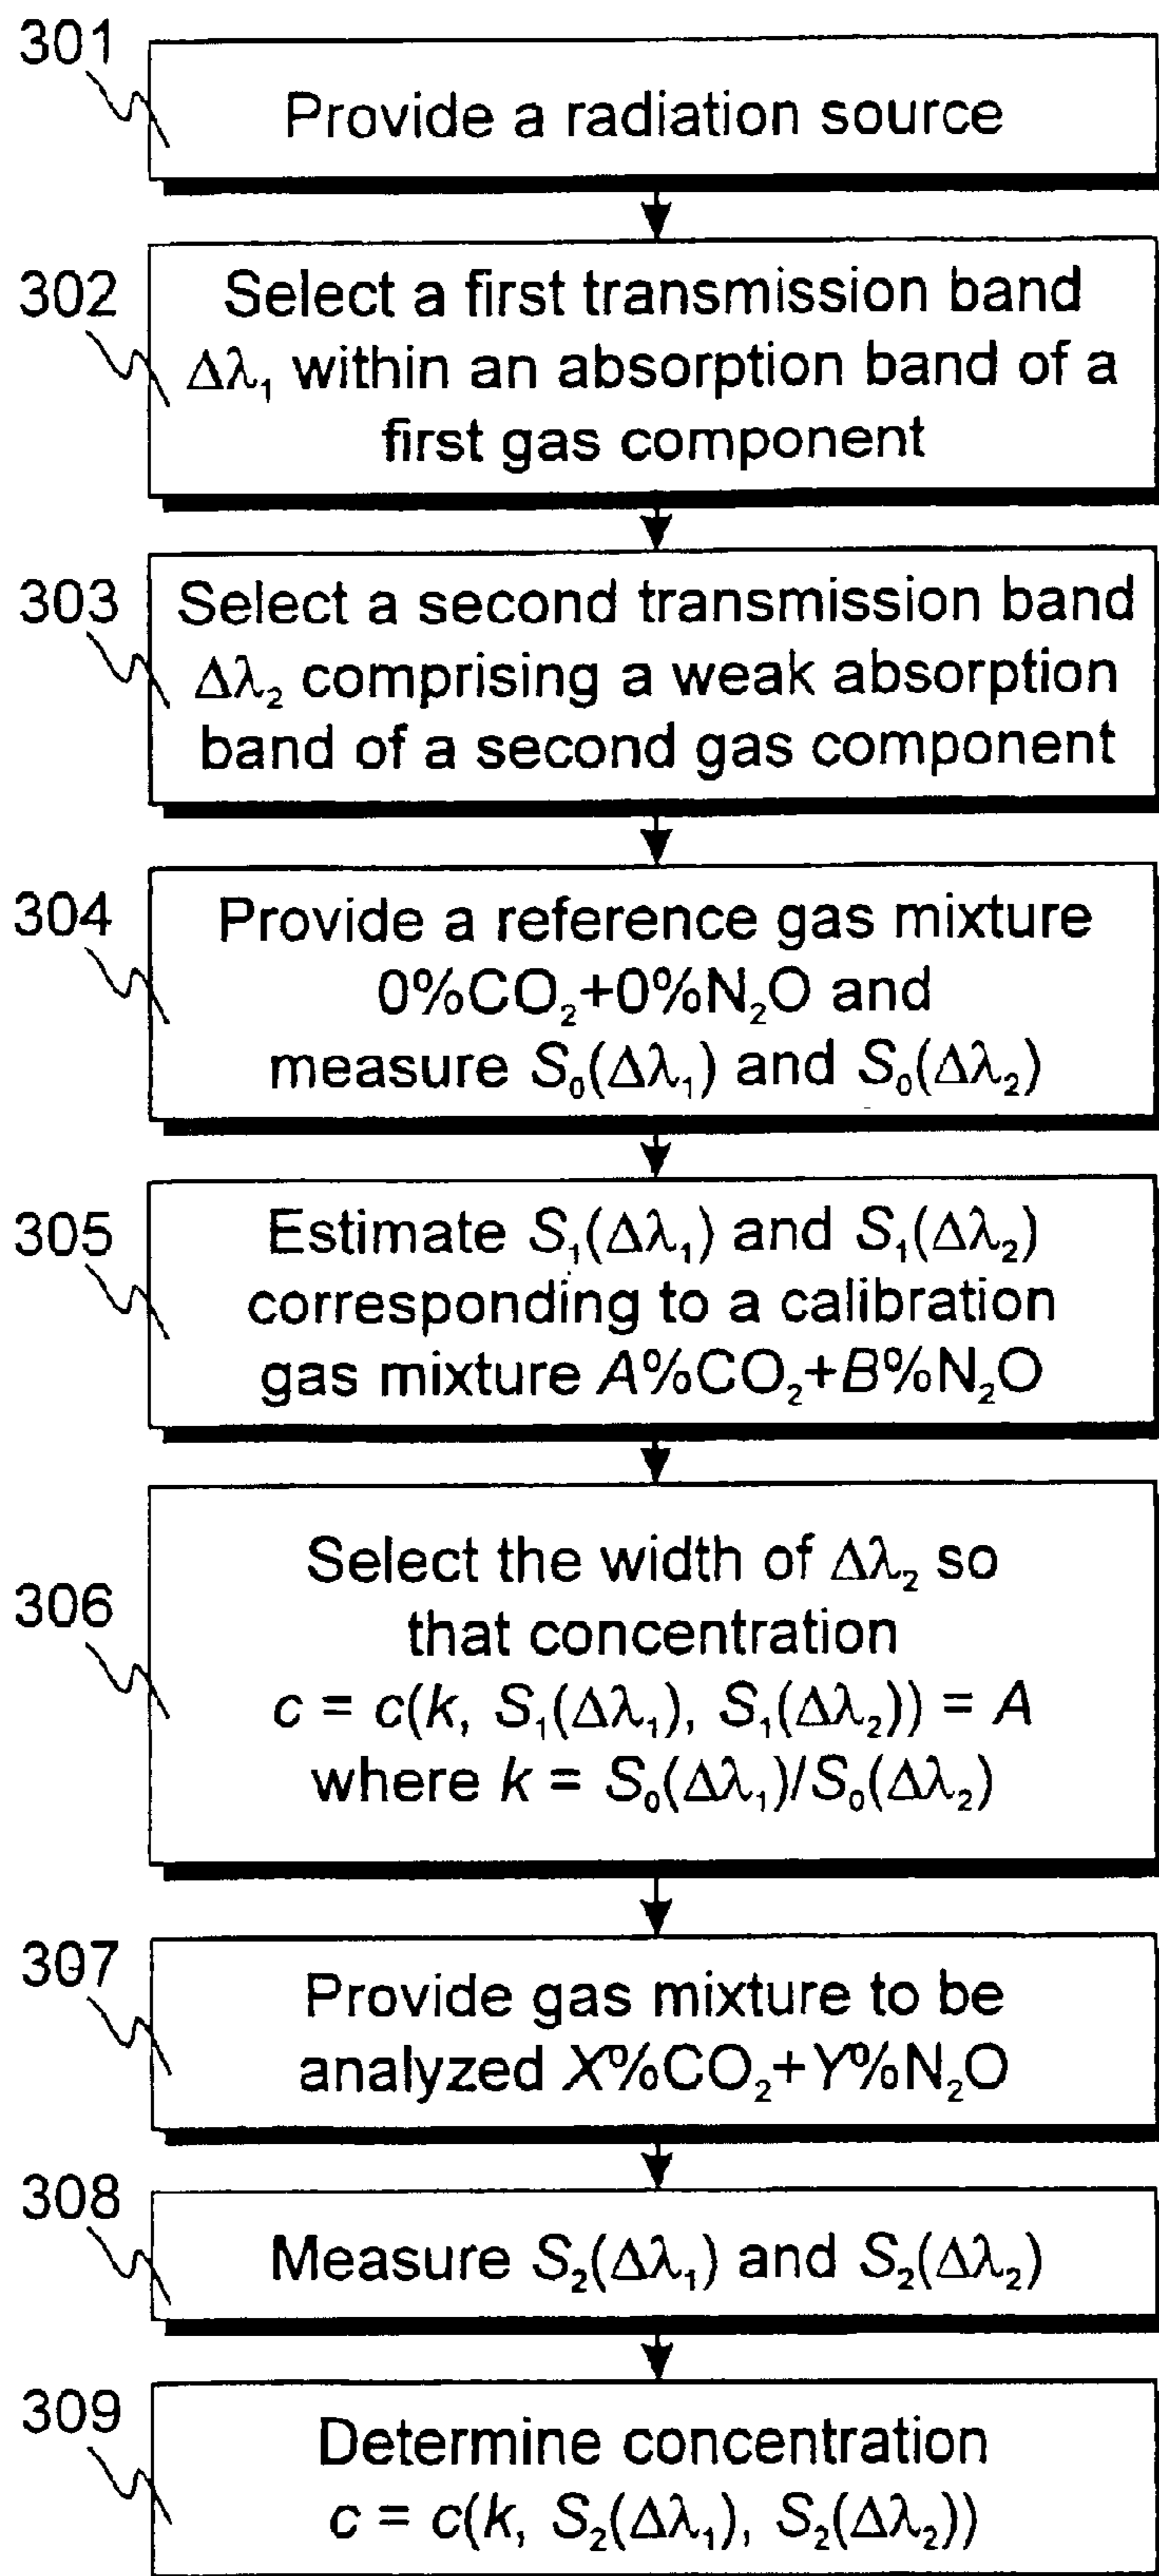 301
Provide a radiation source
302
Select a first transmission band
Δλ₁ within an absorption band of a
first gas component
303
Select a second transmission band
Δλ₂ comprising a weak absorption
band of a second gas component
304
Provide a reference gas mixture
0%CO₂+0%N₂O and
measure S₀(Δλ₁) and S₀(Δλ₂)
305
Estimate S₁(Δλ₁) and S₁(Δλ₂)
corresponding to a calibration
gas mixture A%CO₂+B%N₂O
306
Select the width of Δλ₂ so
that concentration
c = c(k, S₁(Δλ₁), S₁(Δλ₂)) = A
where k = S₀(Δλ₁)/S₀(Δλ₂)
307
Provide gas mixture to be
analyzed X%CO₂+Y%N₂O
308
Measure S₂(Δλ₁) and S₂(Δλ₂)
309
Determine concentration
c = c(k, S₂(Δλ₁), S₂(Δλ₂))